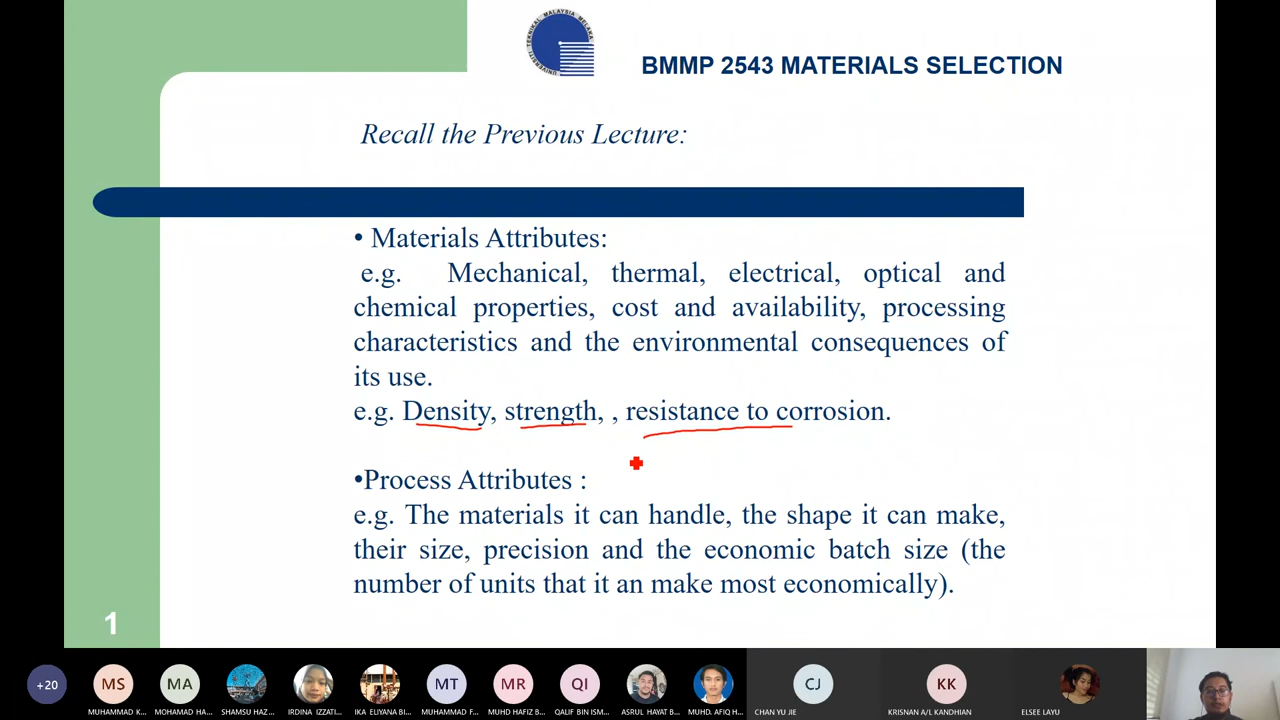 UNIVERSITI TEKNIKAL MALAYSIA MELAKA
BMMP 2543 MATERIALS SELECTION
Recall the Previous Lecture:
• Materials Attributes:
e.g. Mechanical, thermal, electrical, optical and
chemical properties, cost and availability, processing
characteristics and the environmental consequences of
its use.
e.g. Density, strength, , resistance to corrosion.
•Process Attributes :
e.g. The materials it can handle, the shape it can make,
their size, precision and the economic batch size (the
number of units that it an make most economically).
1
+20
MS
MA
MT
MR
QI
CJ
KK
MUHAMMAD K...
MOHAMAD HA...
SHAMSU HAZ...
IRDINA IZZATI...
IKA ELIYANA BI...
MUHAMMAD F...
MUHD HAFIZ B...
QALIF BIN ISM...
ASRUL HAYAT B...
MUHD. AFIQ H...
CHAN YU JIE
KRISNAN A/L KANDHIAN
ELSEE LAYU